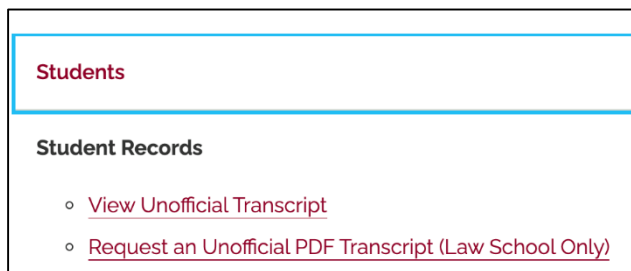 Students
Student Records
View Unofficial Transcript
Request an Unofficial PDF Transcript (Law School Only)